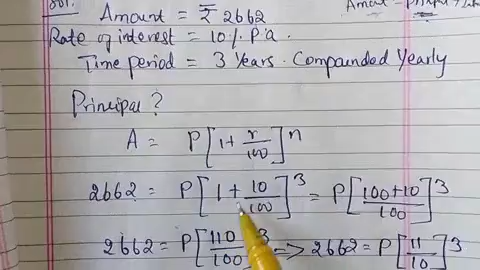 Sol.
Amount = ₹ 2662
Rate of interest = 10% P.a.
Time period = 3 Years. Compounded Yearly
Principal ?
A = P[1 + r/100]^n
2662 = P[1 + 10/100]^3 = P[100+10/100]^3
2662 = P[110/100]^3 => 2662 = P[11/10]^3